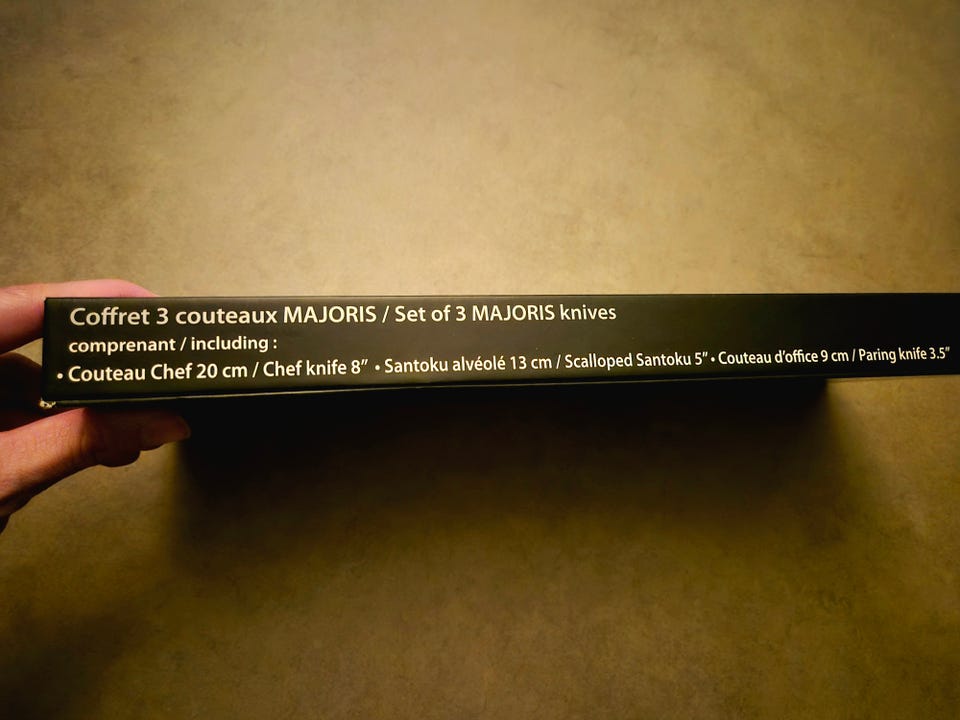 Coffret 3 couteaux MAJORIS / Set of 3 MAJORIS knives
comprenant / including :
• Couteau Chef 20 cm / Chef knife 8” • Santoku alvéolé 13 cm / Scalloped Santoku 5” • Couteau d’office 9 cm / Paring knife 3.5”